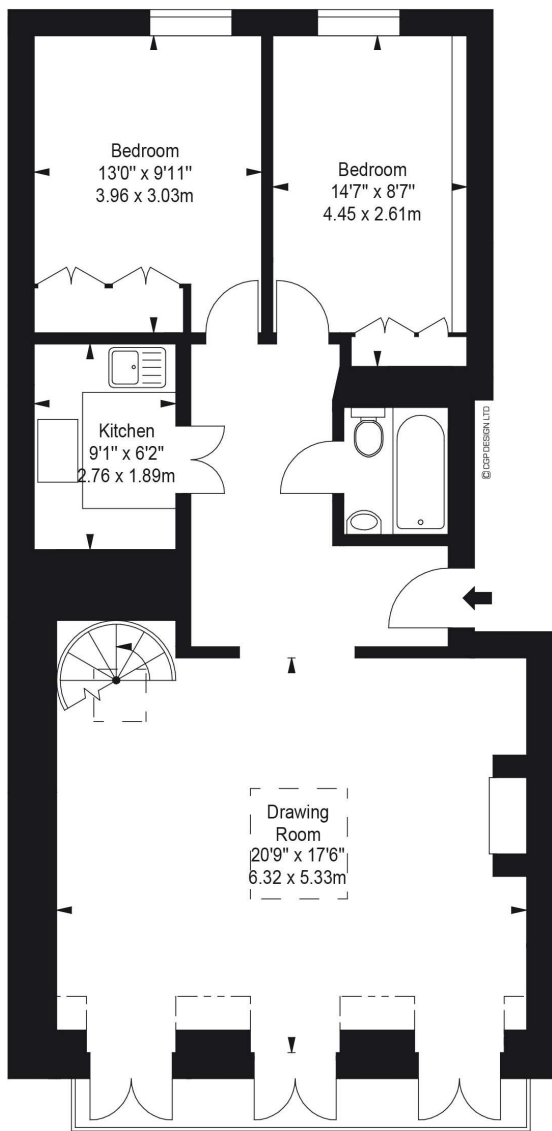 Bedroom
13'0" x 9'11"
3.96 x 3.03m
Bedroom
14'7" x 8'7"
4.45 x 2.61m
Kitchen
9'1" x 6'2"
2.76 x 1.89m
© CGP DESIGN LTD
Drawing
Room
20'9" x 17'6"
6.32 x 5.33m